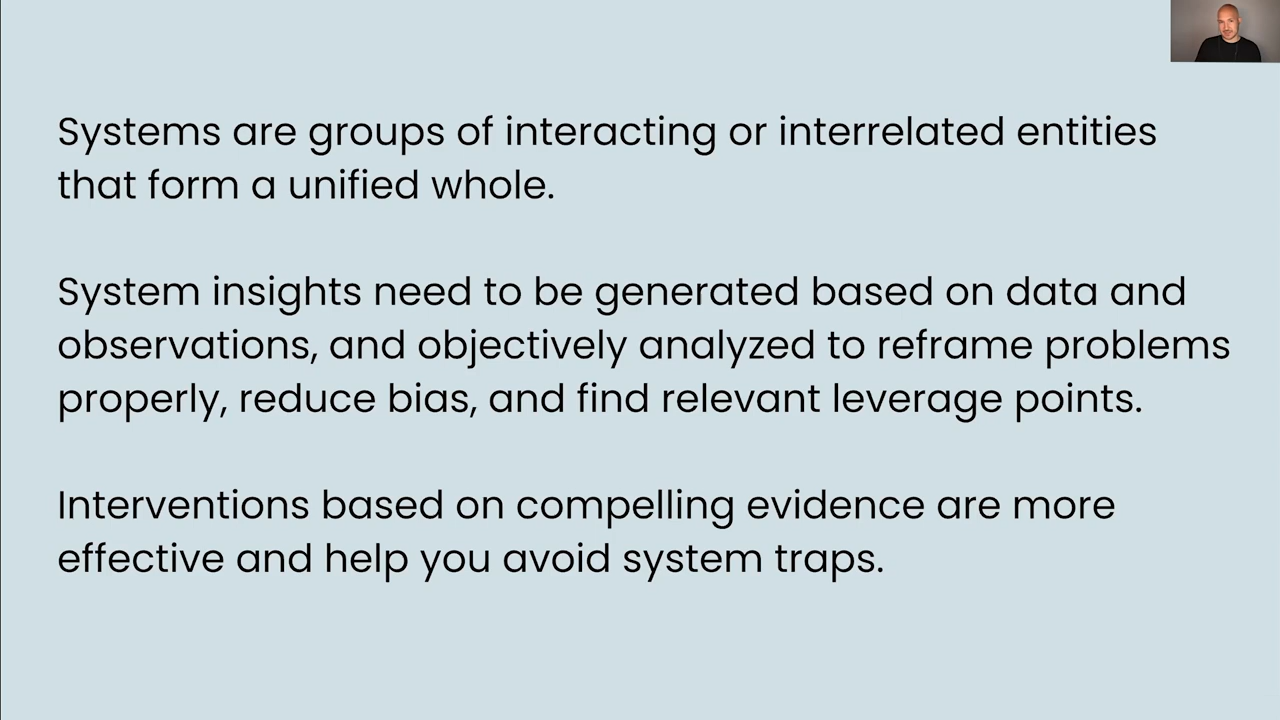 Systems are groups of interacting or interrelated entities
that form a unified whole.
System insights need to be generated based on data and
observations, and objectively analyzed to reframe problems
properly, reduce bias, and find relevant leverage points.
Interventions based on compelling evidence are more
effective and help you avoid system traps.